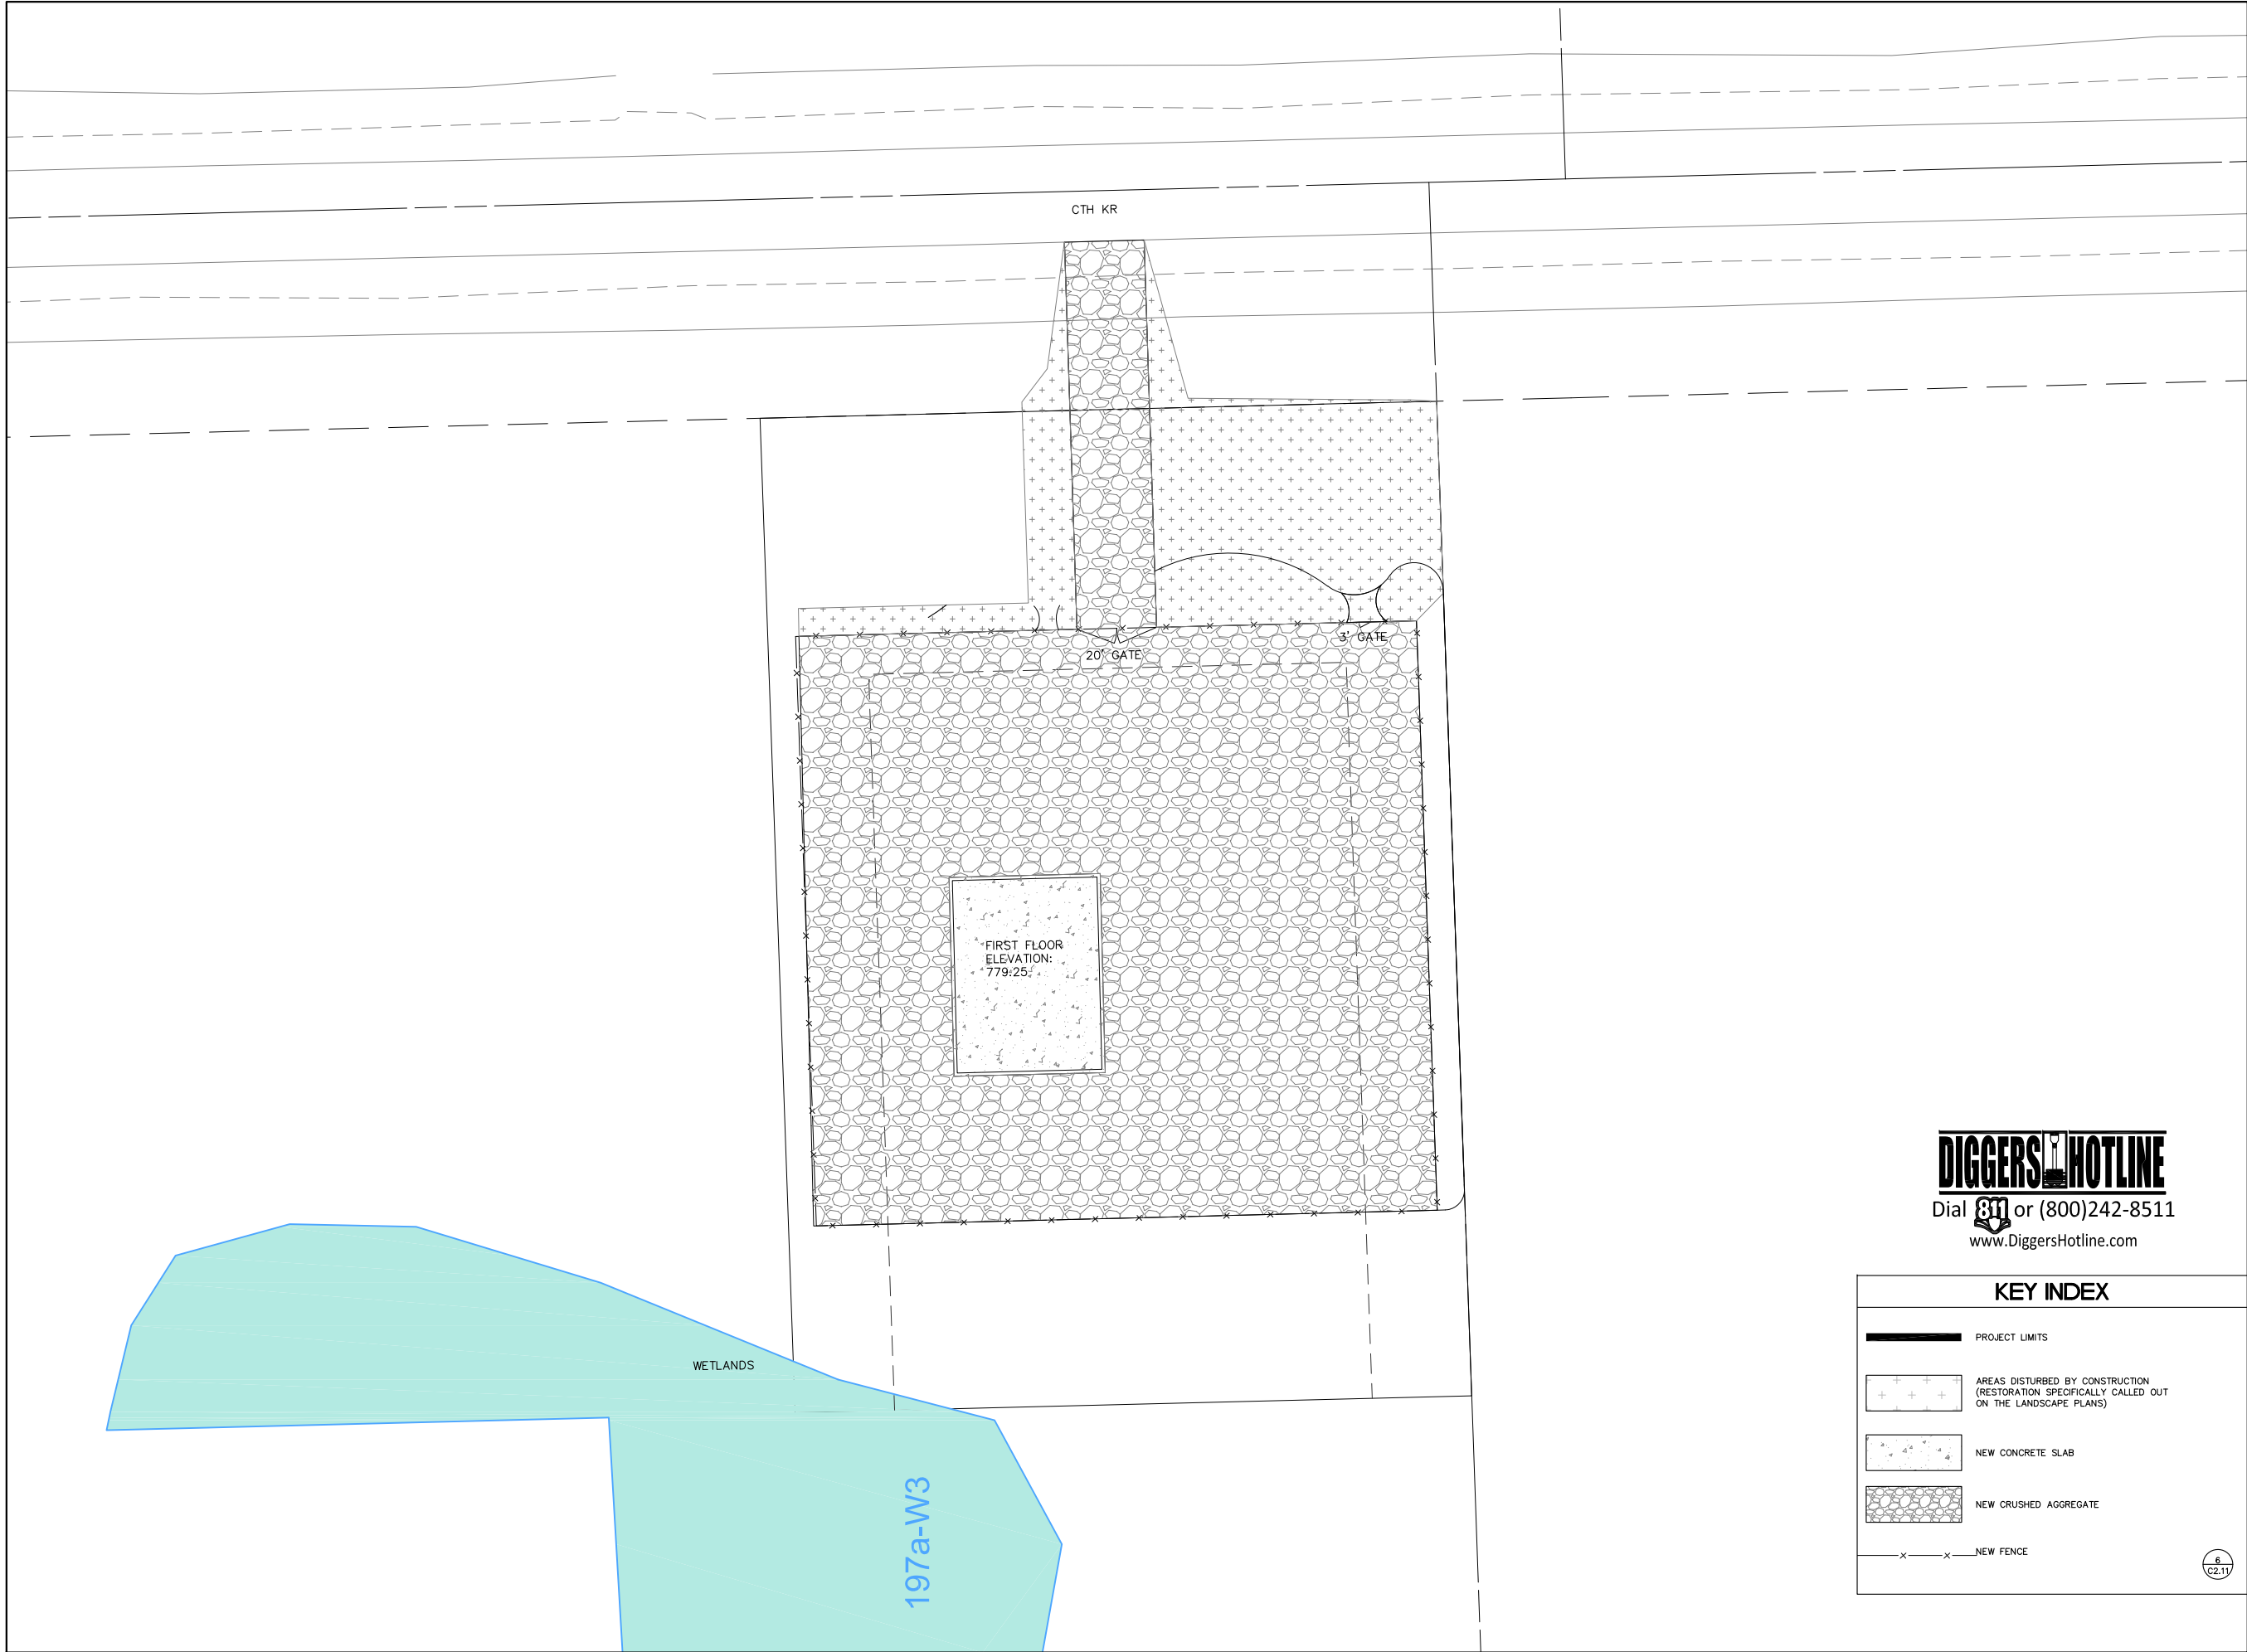 CTH KR
3' GATE
20' GATE
FIRST FLOOR
ELEVATION:
779.25
WETLANDS
197a-W3
DIGGERS HOTLINE
Dial 811 or (800)242-8511
www.DiggersHotline.com
KEY INDEX
PROJECT LIMITS
AREAS DISTURBED BY CONSTRUCTION
(RESTORATION SPECIFICALLY CALLED OUT
ON THE LANDSCAPE PLANS)
NEW CONCRETE SLAB
NEW CRUSHED AGGREGATE
NEW FENCE
6
C2.11